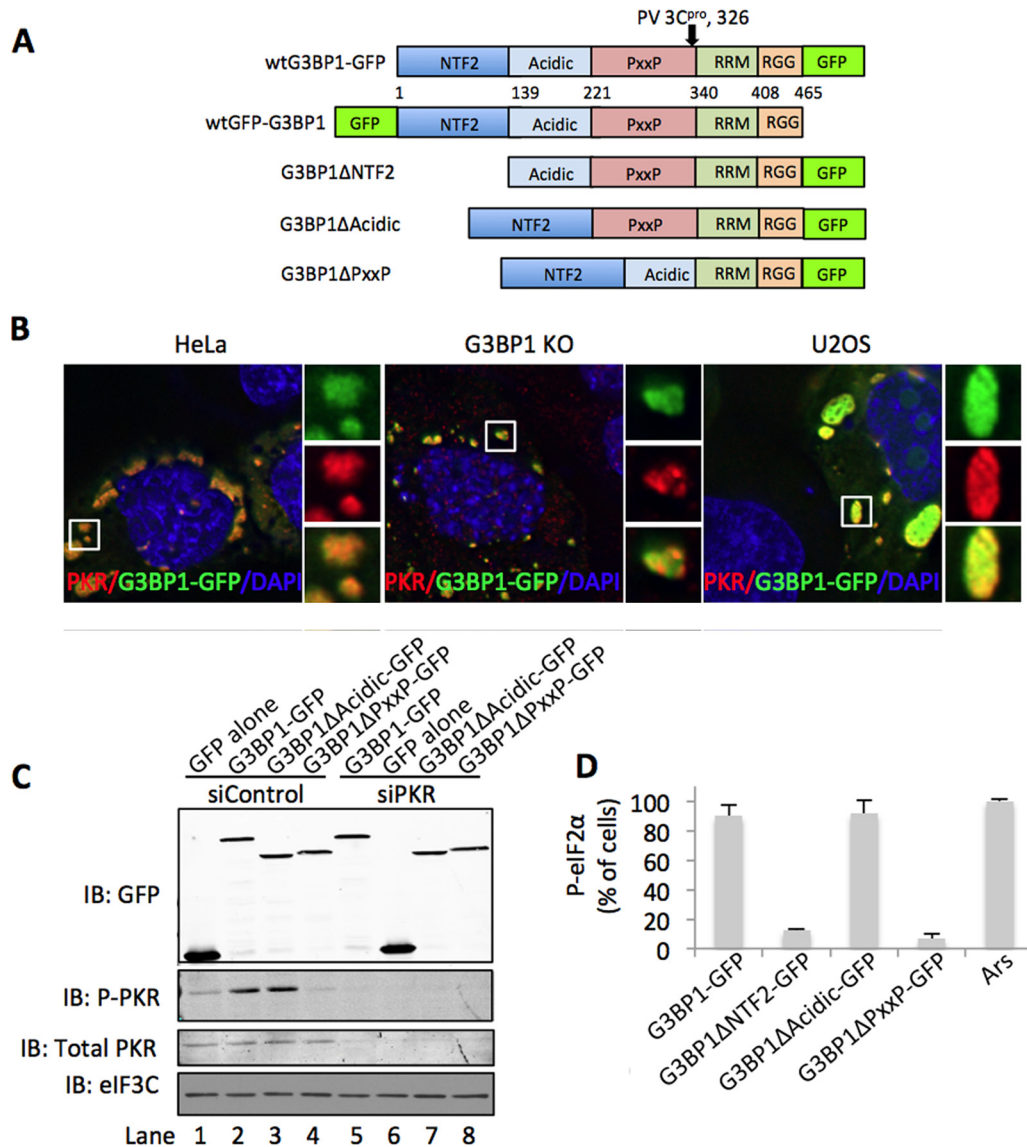 A
PV 3Cpro, 326
wtG3BP1-GFP NTF2 Acidic PxxP RRM RGG GFP
1 139 221 340 408 465
wtGFP-G3BP1 GFP NTF2 Acidic PxxP RRM RGG
G3BP1ΔNTF2 Acidic PxxP RRM RGG GFP
G3BP1ΔAcidic NTF2 PxxP RRM RGG GFP
G3BP1ΔPxxP NTF2 Acidic RRM RGG GFP
B
HeLa G3BP1 KO U2OS
PKR/G3BP1-GFP/DAPI PKR/G3BP1-GFP/DAPI PKR/G3BP1-GFP/DAPI
C
GFP alone
G3BP1-GFP
G3BP1ΔAcidic-GFP
G3BP1ΔPxxP-GFP
G3BP1-GFP
GFP alone
G3BP1ΔAcidic-GFP
G3BP1ΔPxxP-GFP
siControl siPKR
IB: GFP
IB: P-PKR
IB: Total PKR
IB: eIF3C
Lane 1 2 3 4 5 6 7 8
D
P-eIF2α
(% of cells)
100
80
60
40
20
0
G3BP1-GFP
G3BP1ΔNTF2-GFP
G3BP1ΔAcidic-GFP
G3BP1ΔPxxP-GFP
Ars